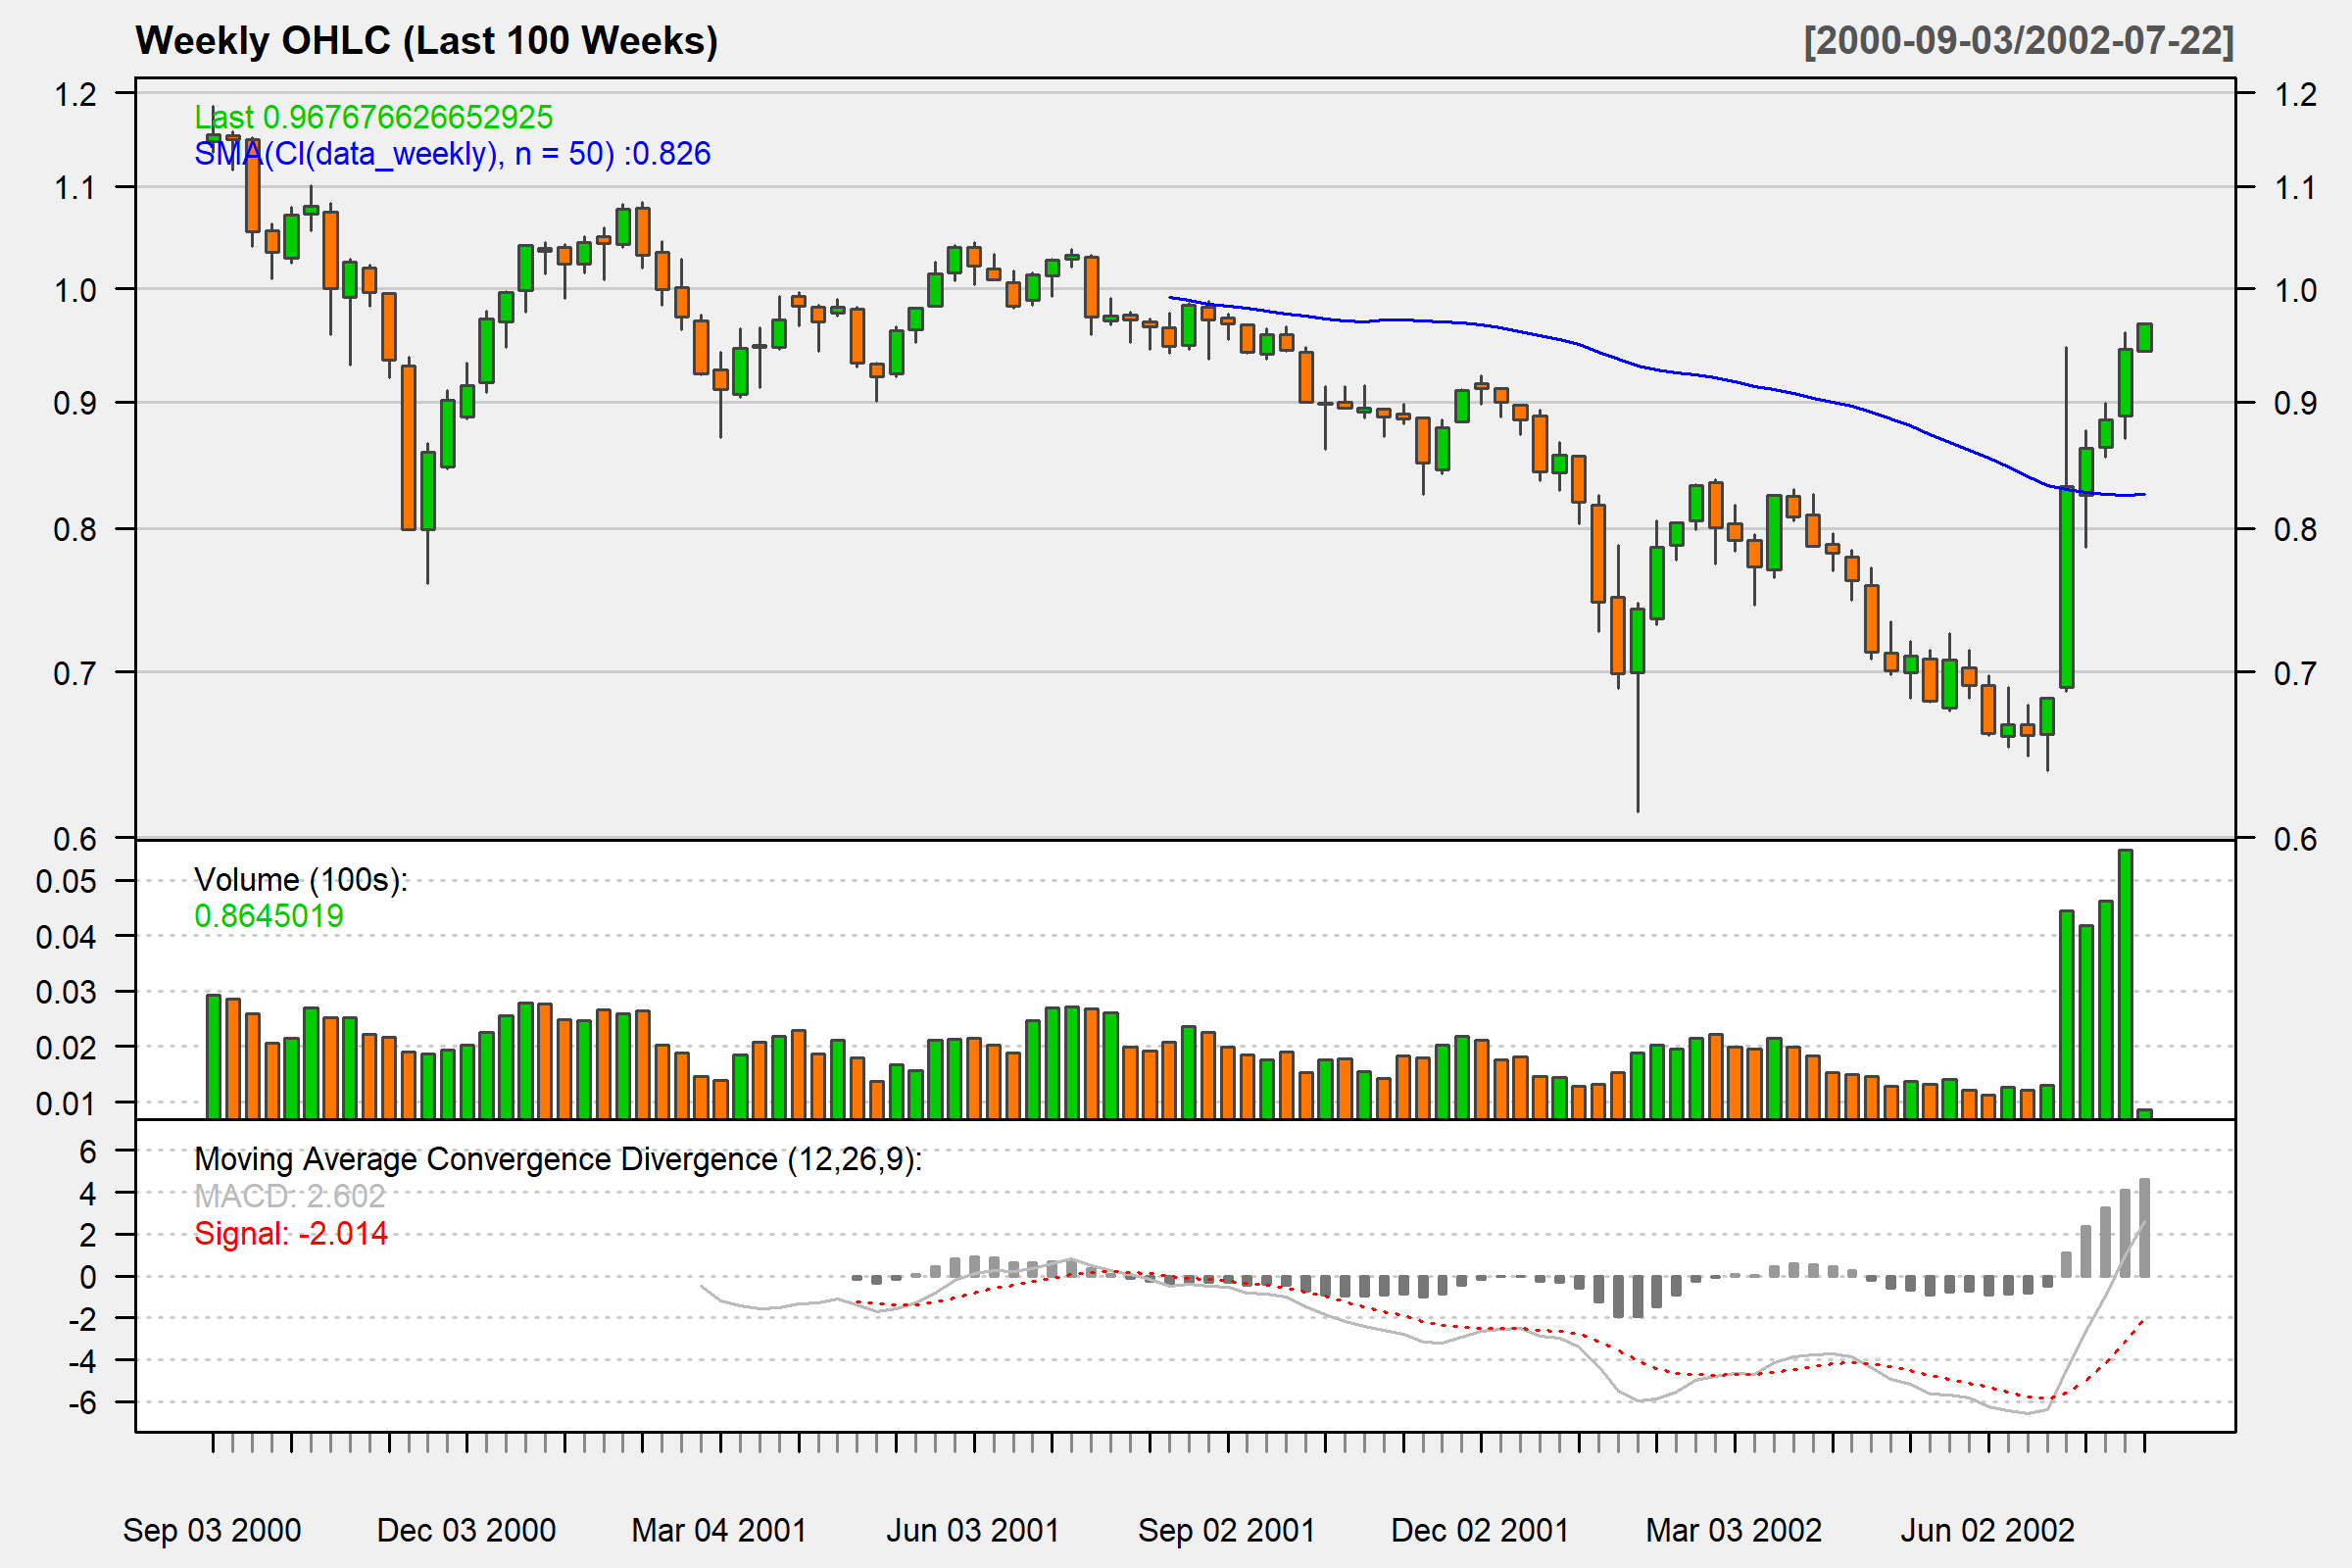 Weekly OHLC (Last 100 Weeks) [2000-09-03/2002-07-22]
1.2 1.2
Last 0.967676626652925
SMA(Cl(data_weekly), n = 50) :0.826
1.1 1.1
1.0 1.0
0.9 0.9
0.8 0.8
0.7 0.7
0.6 0.6
Volume (100s):
0.05
0.8645019
0.04
0.03
0.02
0.01
Moving Average Convergence Divergence (12,26,9):
6
MACD: 2.602
4
Signal: -2.014
2
0
-2
-4
-6
Sep 03 2000 Dec 03 2000 Mar 04 2001 Jun 03 2001 Sep 02 2001 Dec 02 2001 Mar 03 2002 Jun 02 2002